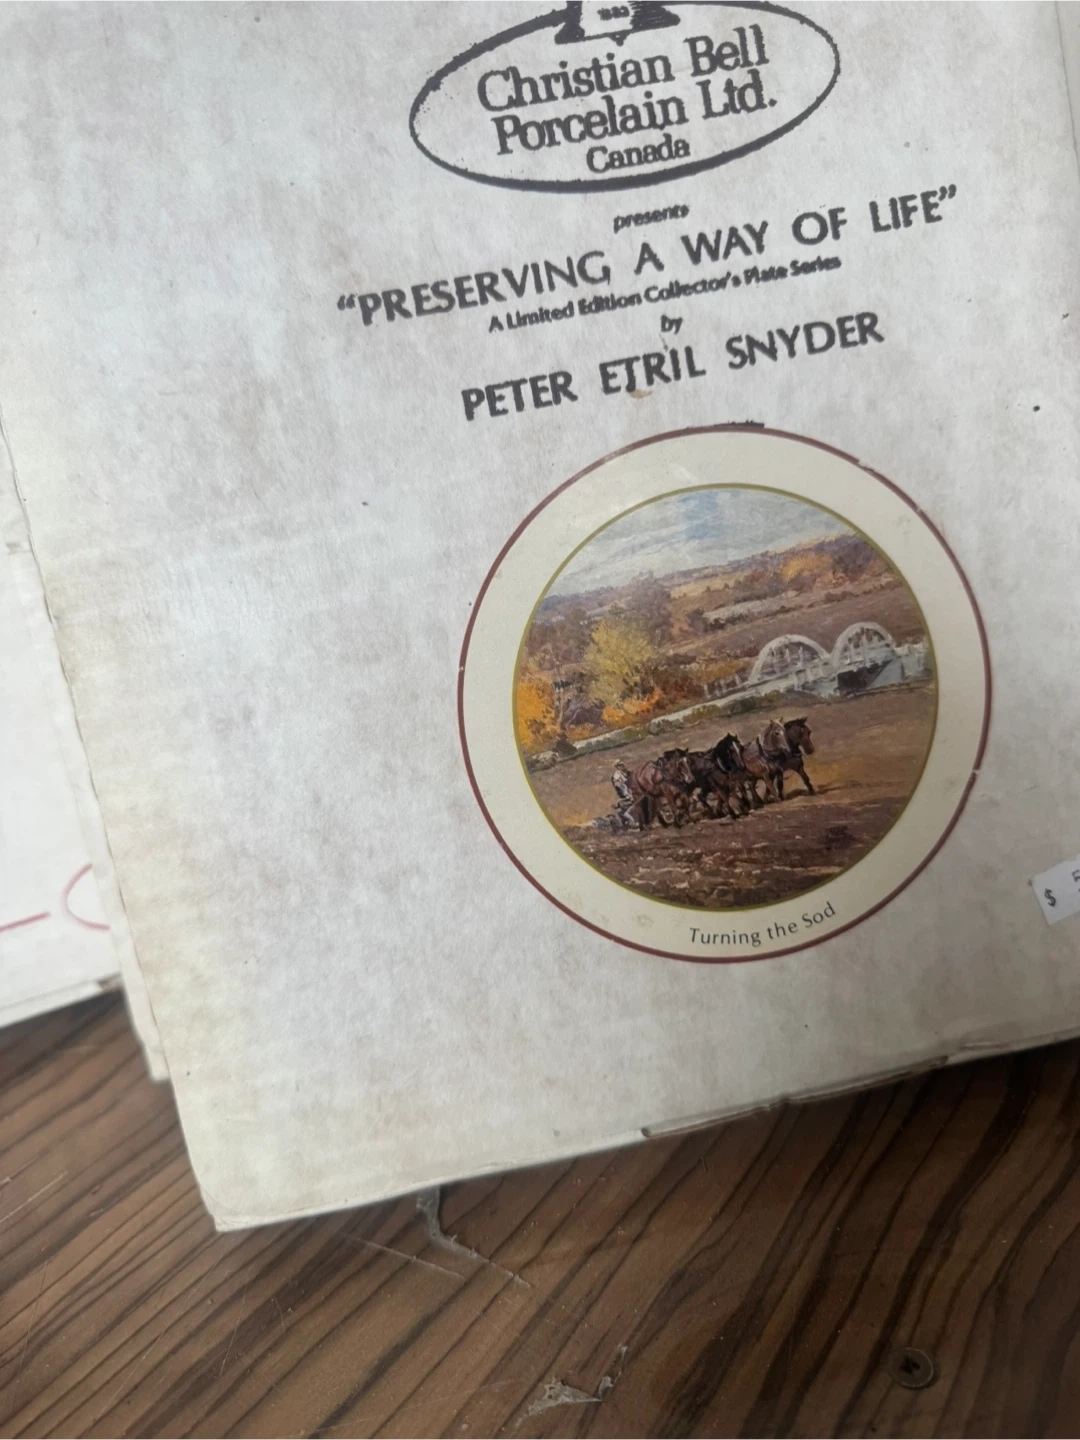 Christian Bell
Porcelain Ltd.
Canada
presents
"PRESERVING A WAY OF LIFE"
A Limited Edition Collector's Plate Series
by
PETER ETRIL SNYDER
Turning the Sod
$